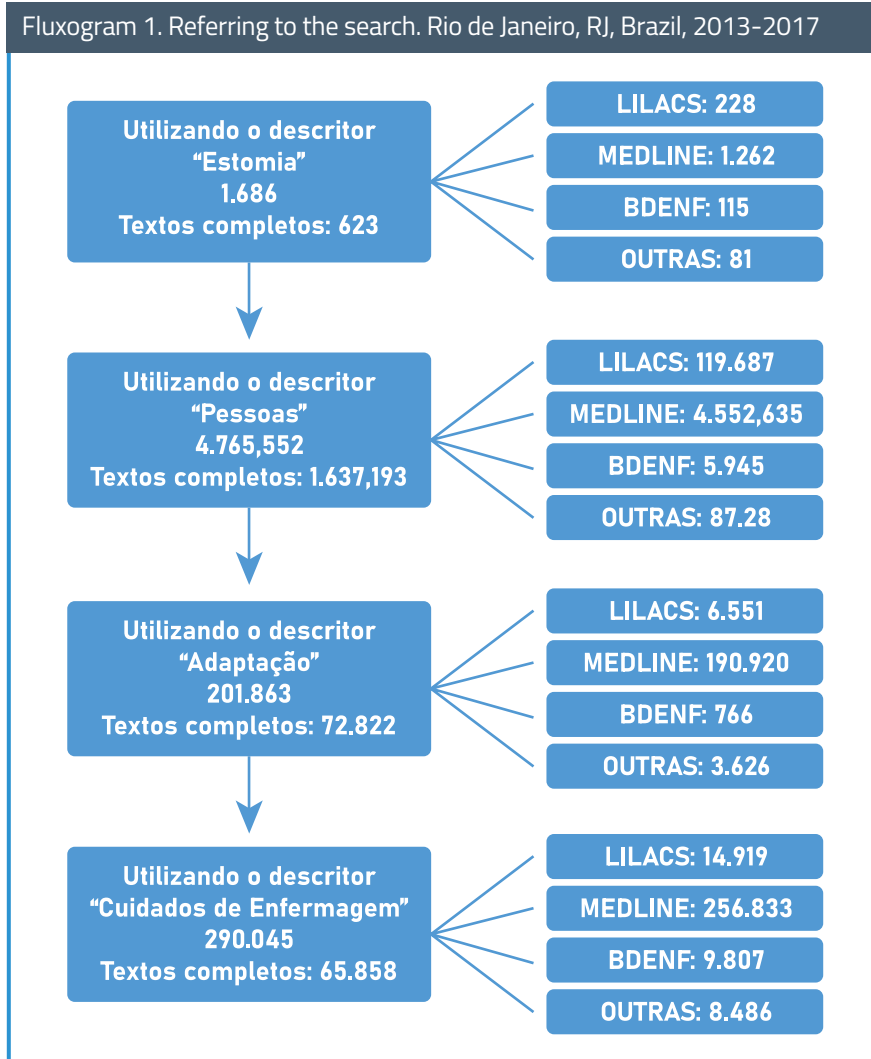 Fluxogram 1. Referring to the search. Rio de Janeiro, RJ, Brazil, 2013-2017
Utilizando o descritor
“Estomia”
1.686
Textos completos: 623
LILACS: 228
MEDLINE: 1.262
BDENF: 115
OUTRAS: 81
Utilizando o descritor
“Pessoas”
4.765,552
Textos completos: 1.637,193
LILACS: 119.687
MEDLINE: 4.552,635
BDENF: 5.945
OUTRAS: 87.28
Utilizando o descritor
“Adaptação”
201.863
Textos completos: 72.822
LILACS: 6.551
MEDLINE: 190.920
BDENF: 766
OUTRAS: 3.626
Utilizando o descritor
“Cuidados de Enfermagem”
290.045
Textos completos: 65.858
LILACS: 14.919
MEDLINE: 256.833
BDENF: 9.807
OUTRAS: 8.486